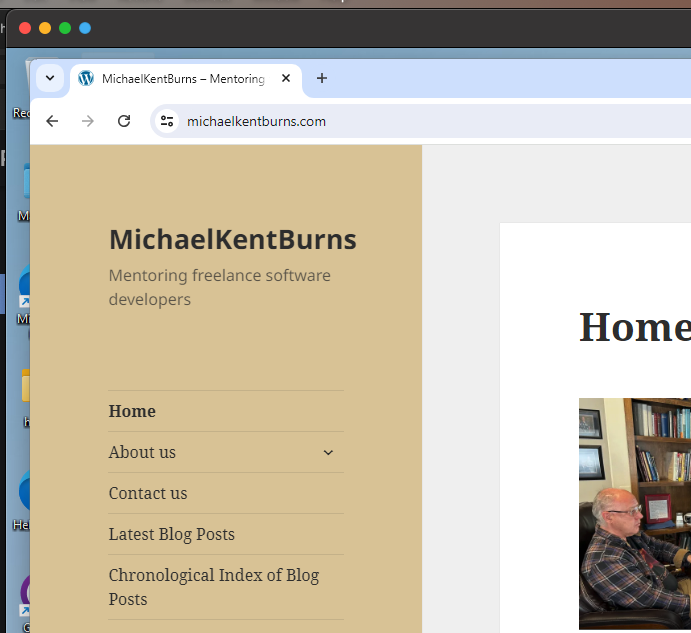 MichaelKentBurns – Mentoring
michaelkentburns.com
MichaelKentBurns
Mentoring freelance software
developers
Home
About us
Contact us
Latest Blog Posts
Chronological Index of Blog
Posts
Home